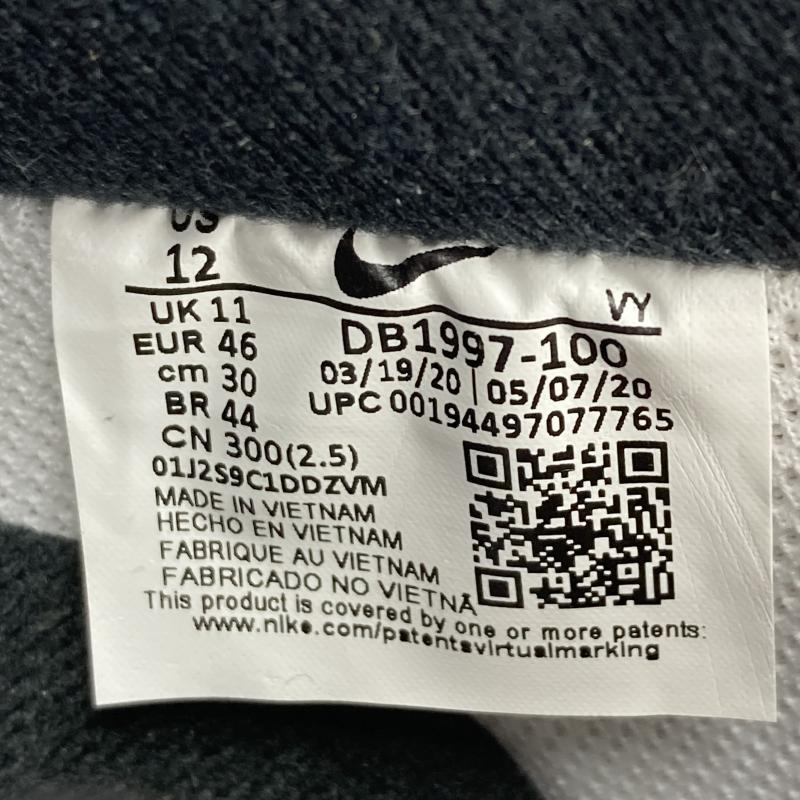 US
12
VY
UK 11
EUR 46
cm 30
BR 44
CN 300(2.5)
DB1997-100
03/19/20 | 05/07/20
UPC 00194497077765
01J2S9C1DDZVM
MADE IN VIETNAM
HECHO EN VIETNAM
FABRIQUE AU VIETNAM
FABRICADO NO VIETNÃ
This product is covered by one or more patents:
www.nike.com/patentsvirtualmarking